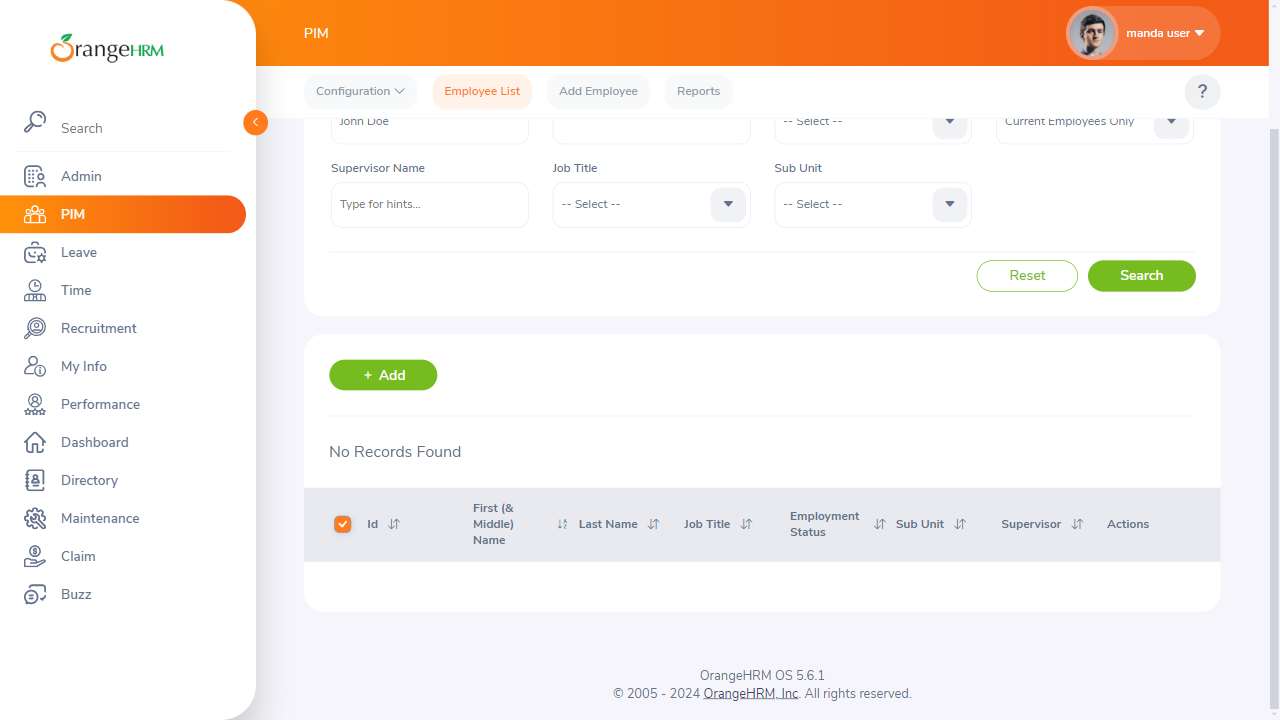 OrangeHRM
Search
Admin
PIM
Leave
Time
Recruitment
My Info
Performance
Dashboard
Directory
Maintenance
Claim
Buzz
PIM
manda user
Configuration
Employee List
Add Employee
Reports
?
John Doe
-- Select --
Current Employees Only
Supervisor Name
Job Title
Sub Unit
Type for hints...
-- Select --
-- Select --
Reset
Search
+ Add
No Records Found
Id
First (&
Middle)
Name
Last Name
Job Title
Employment
Status
Sub Unit
Supervisor
Actions
OrangeHRM OS 5.6.1
© 2005 - 2024 OrangeHRM, Inc. All rights reserved.